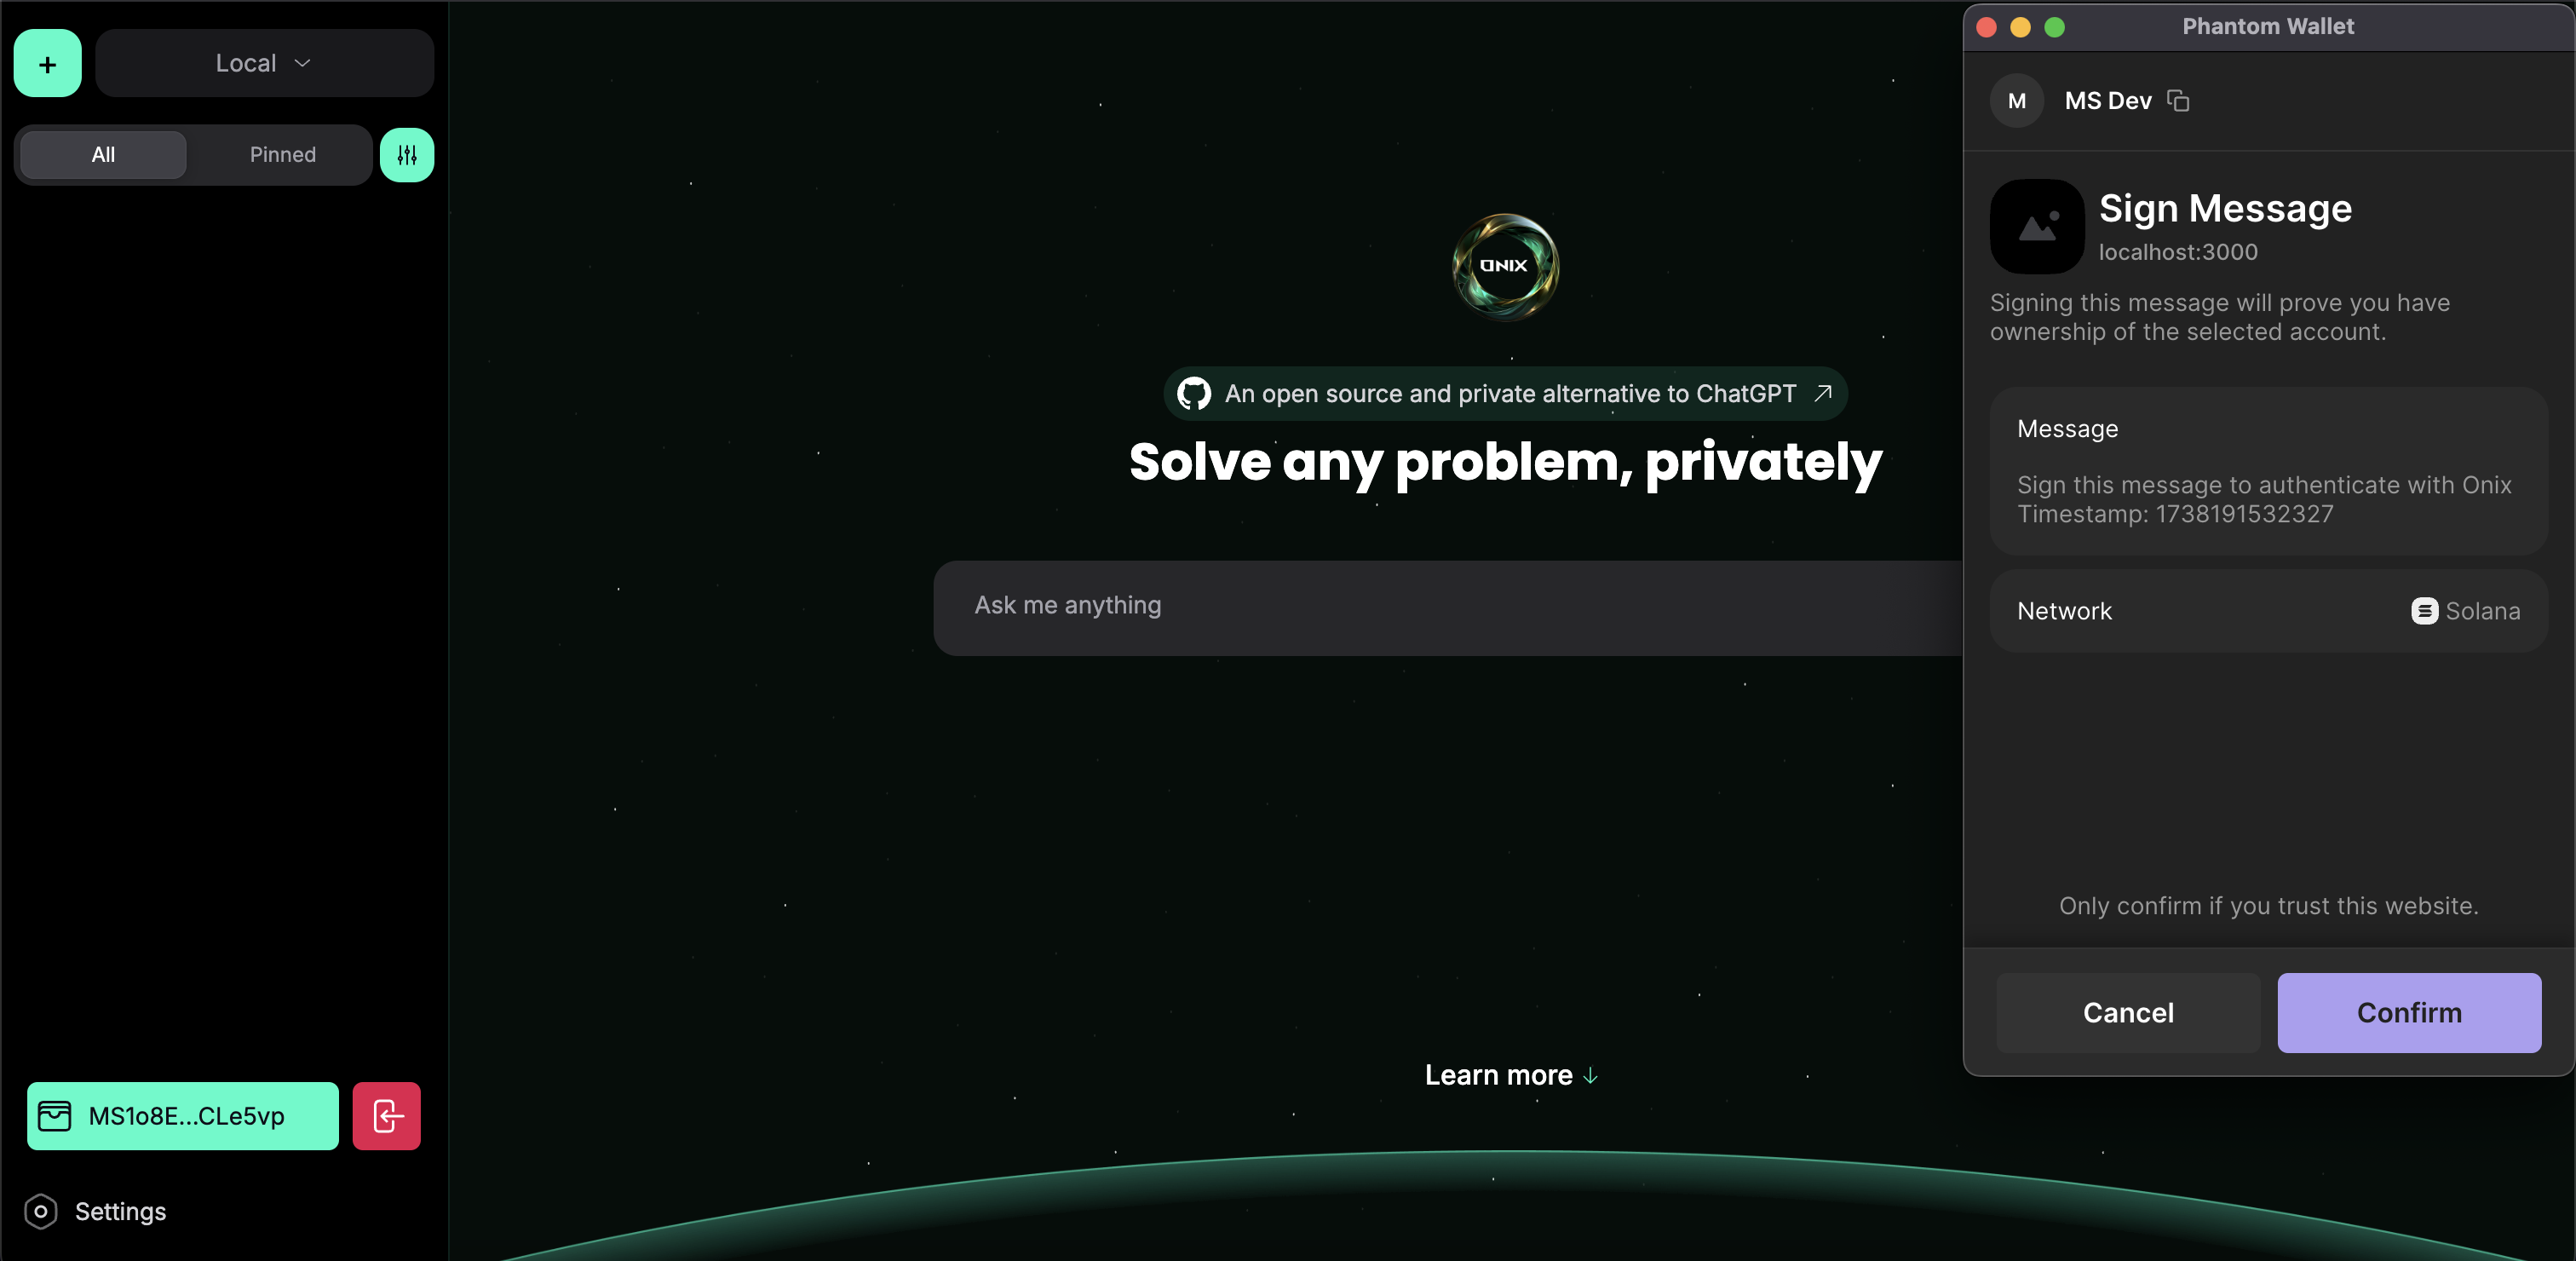 +
Local
All
Pinned
MS1o8E...CLe5vp
Settings
ONIX
An open source and private alternative to ChatGPT
Solve any problem, privately
Ask me anything
Learn more ↓
Phantom Wallet
M
MS Dev
Sign Message
localhost:3000
Signing this message will prove you have
ownership of the selected account.
Message
Sign this message to authenticate with Onix
Timestamp: 1738191532327
Network
Solana
Only confirm if you trust this website.
Cancel
Confirm